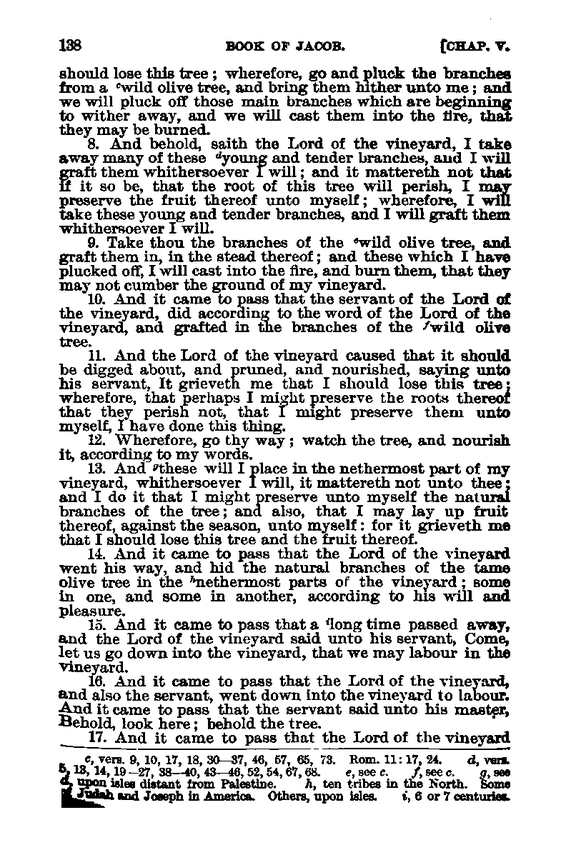 138 BOOK OF JACOB. [CHAP. V.
should lose this tree; wherefore, go and pluck the branches
from a ᶜwild olive tree, and bring them hither unto me; and
we will pluck off those main branches which are beginning
to wither away, and we will cast them into the fire, that
they may be burned.
8. And behold, saith the Lord of the vineyard, I take
away many of these ᵈyoung and tender branches, and I will
graft them whithersoever I will; and it mattereth not that
if it so be, that the root of this tree will perish, I may
preserve the fruit thereof unto myself; wherefore, I will
take these young and tender branches, and I will graft them
whithersoever I will.
9. Take thou the branches of the ᵉwild olive tree, and
graft them in, in the stead thereof; and these which I have
plucked off, I will cast into the fire, and burn them, that they
may not cumber the ground of my vineyard.
10. And it came to pass that the servant of the Lord of
the vineyard, did according to the word of the Lord of the
vineyard, and grafted in the branches of the ᶠwild olive
tree.
11. And the Lord of the vineyard caused that it should
be digged about, and pruned, and nourished, saying unto
his servant, It grieveth me that I should lose this tree;
wherefore, that perhaps I might preserve the roots thereof
that they perish not, that I might preserve them unto
myself, I have done this thing.
12. Wherefore, go thy way; watch the tree, and nourish
it, according to my words.
13. And ᵍthese will I place in the nethermost part of my
vineyard, whithersoever I will, it mattereth not unto thee;
and I do it that I might preserve unto myself the natural
branches of the tree; and also, that I may lay up fruit
thereof, against the season, unto myself: for it grieveth me
that I should lose this tree and the fruit thereof.
14. And it came to pass that the Lord of the vineyard
went his way, and hid the natural branches of the tame
olive tree in the ʰnethermost parts of the vineyard; some
in one, and some in another, according to his will and
pleasure.
15. And it came to pass that a ⁱlong time passed away,
and the Lord of the vineyard said unto his servant, Come,
let us go down into the vineyard, that we may labour in the
vineyard.
16. And it came to pass that the Lord of the vineyard,
and also the servant, went down into the vineyard to labour.
And it came to pass that the servant said unto his master,
Behold, look here; behold the tree.
17. And it came to pass that the Lord of the vineyard
c, vers. 9, 10, 17, 18, 30—37, 46, 57, 65, 73. Rom. 11:17, 24. d, vers.
13, 14, 19—27, 38—40, 43—46, 52, 54, 67, 68. e, see c. f, see c. g, see
d, upon isles distant from Palestine. h, ten tribes in the North. Some
Judah and Joseph in America. Others, upon isles. i, 6 or 7 centuries.